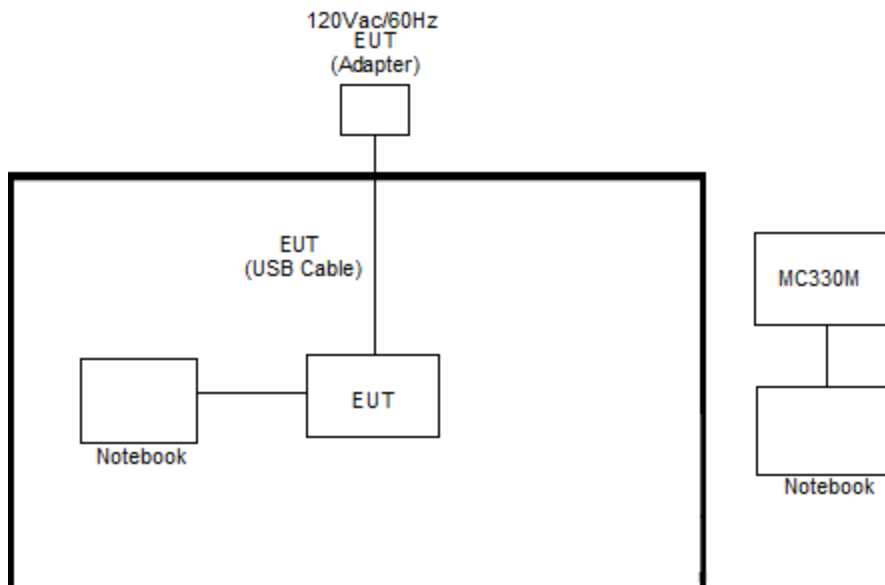 120Vac/60Hz
EUT
(Adapter)
EUT
(USB Cable)
MC330M
EUT
Notebook
Notebook